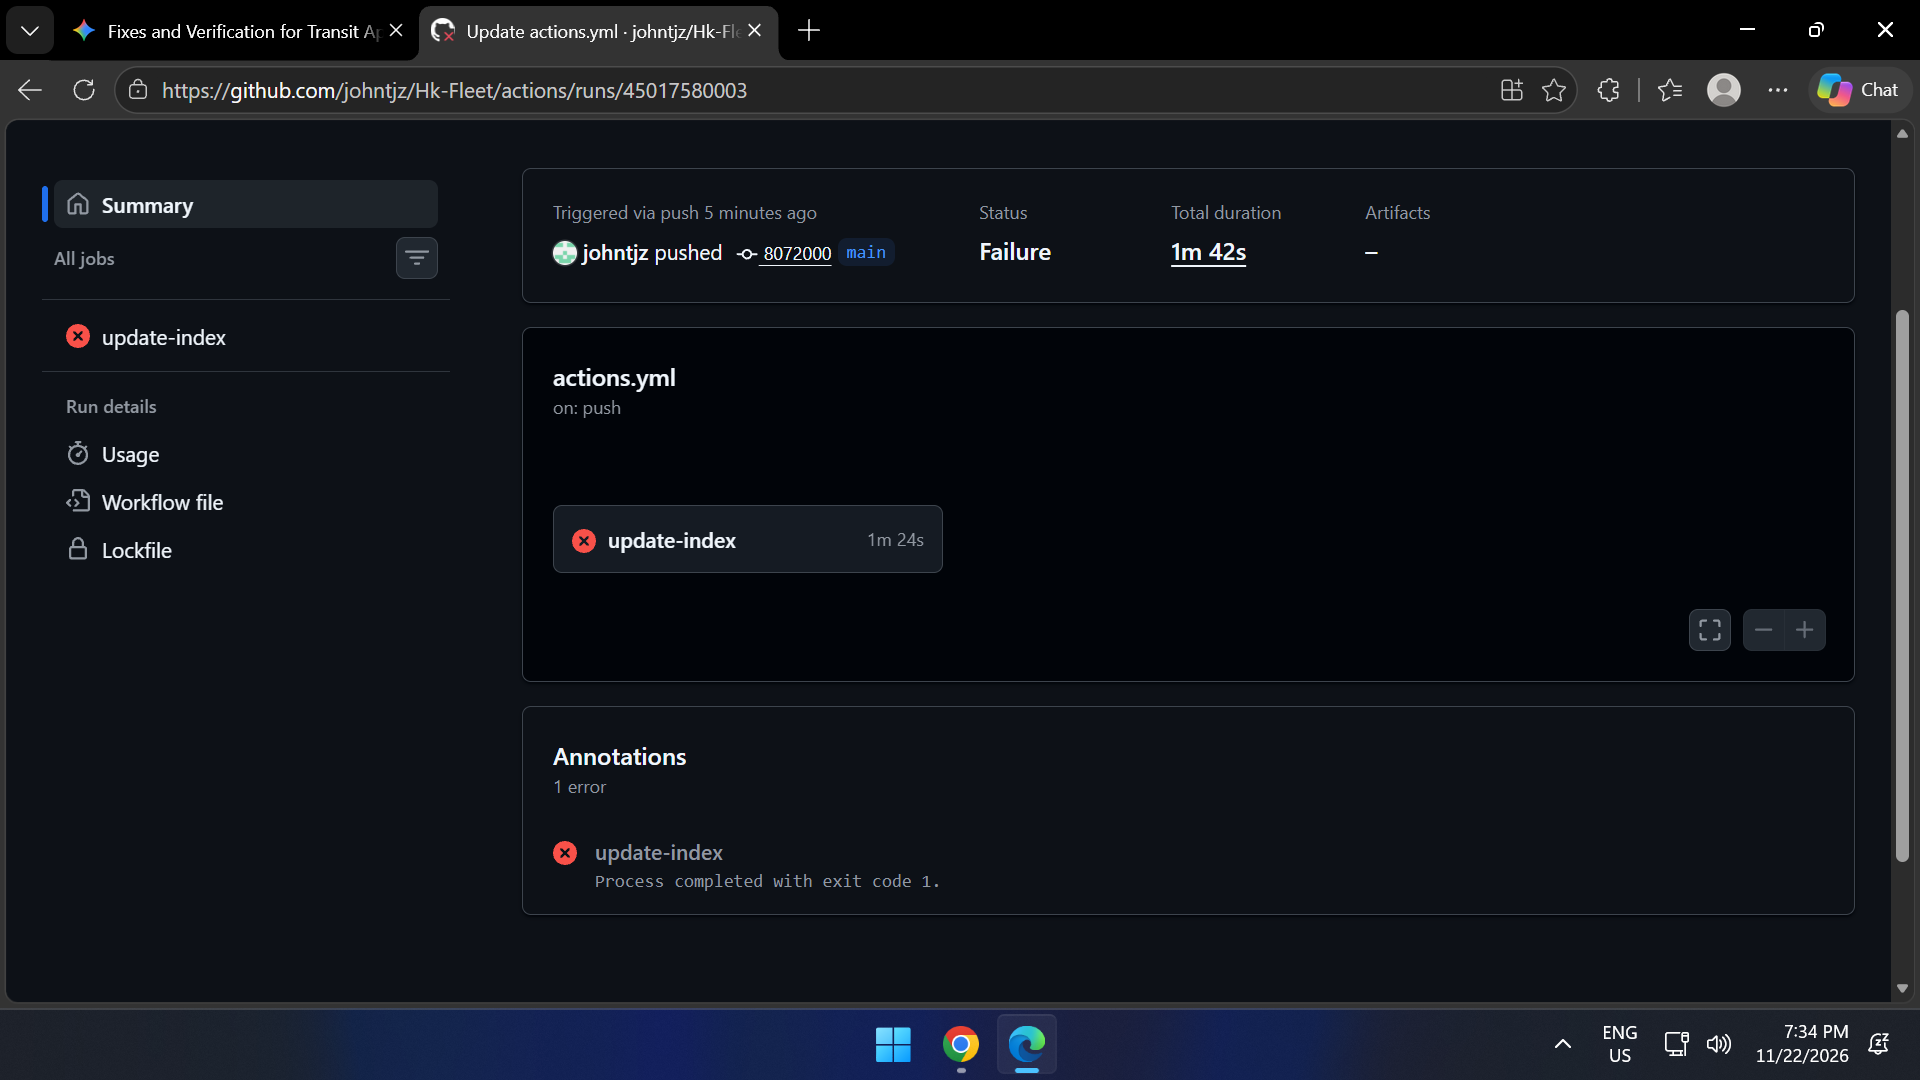 Fixes and Verification for Transit Ap
Update actions.yml · johntjz/Hk-Fle
https://github.com/johntjz/Hk-Fleet/actions/runs/45017580003
Chat
Summary
All jobs
update-index
Run details
Usage
Workflow file
Lockfile
Triggered via push 5 minutes ago
johntjz pushed 8072000 main
Status
Failure
Total duration
1m 42s
Artifacts
–
actions.yml
on: push
update-index 1m 24s
Annotations
1 error
update-index
Process completed with exit code 1.
ENG
US
7:34 PM
11/22/2026